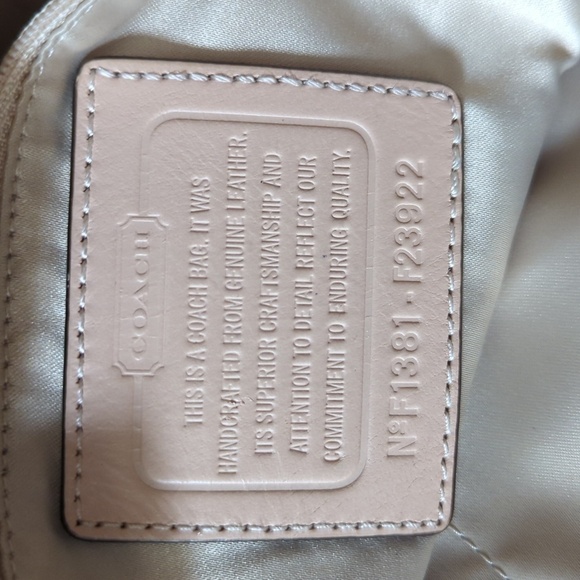 COACH
THIS IS A COACH BAG. IT WAS
HANDCRAFTED FROM GENUINE LEATHER.
ITS SUPERIOR CRAFTSMANSHIP AND
ATTENTION TO DETAIL REFLECT OUR
COMMITMENT TO ENDURING QUALITY.
NºF1381-F23922